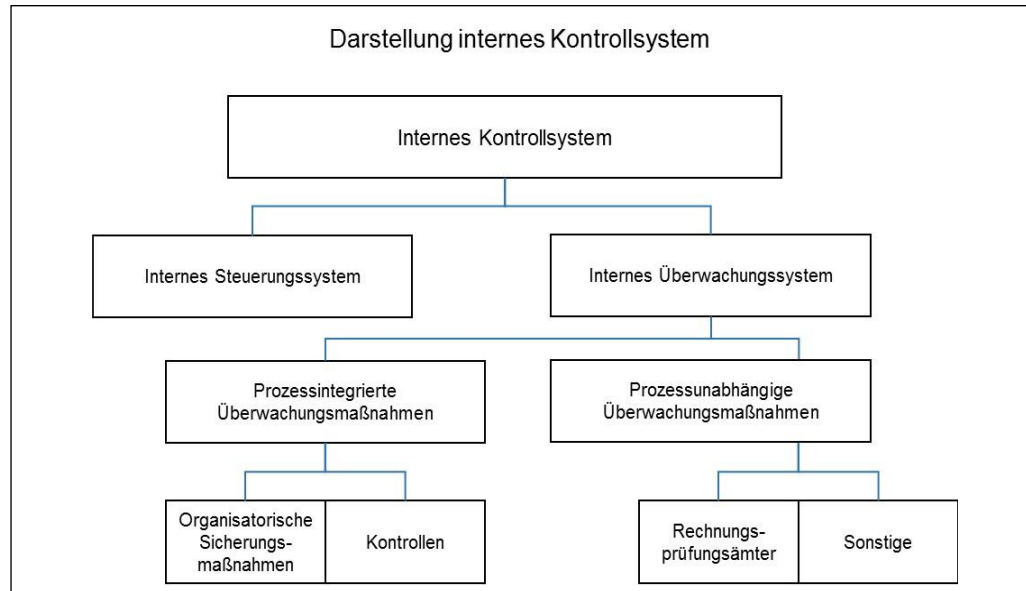 Darstellung internes Kontrollsystem
Internes Kontrollsystem
Internes Steuerungssystem
Internes Überwachungssystem
Prozessintegrierte
Überwachungsmaßnahmen
Prozessunabhängige
Überwachungsmaßnahmen
Organisatorische
Sicherungs-
maßnahmen
Kontrollen
Rechnungs-
prüfungsämter
Sonstige